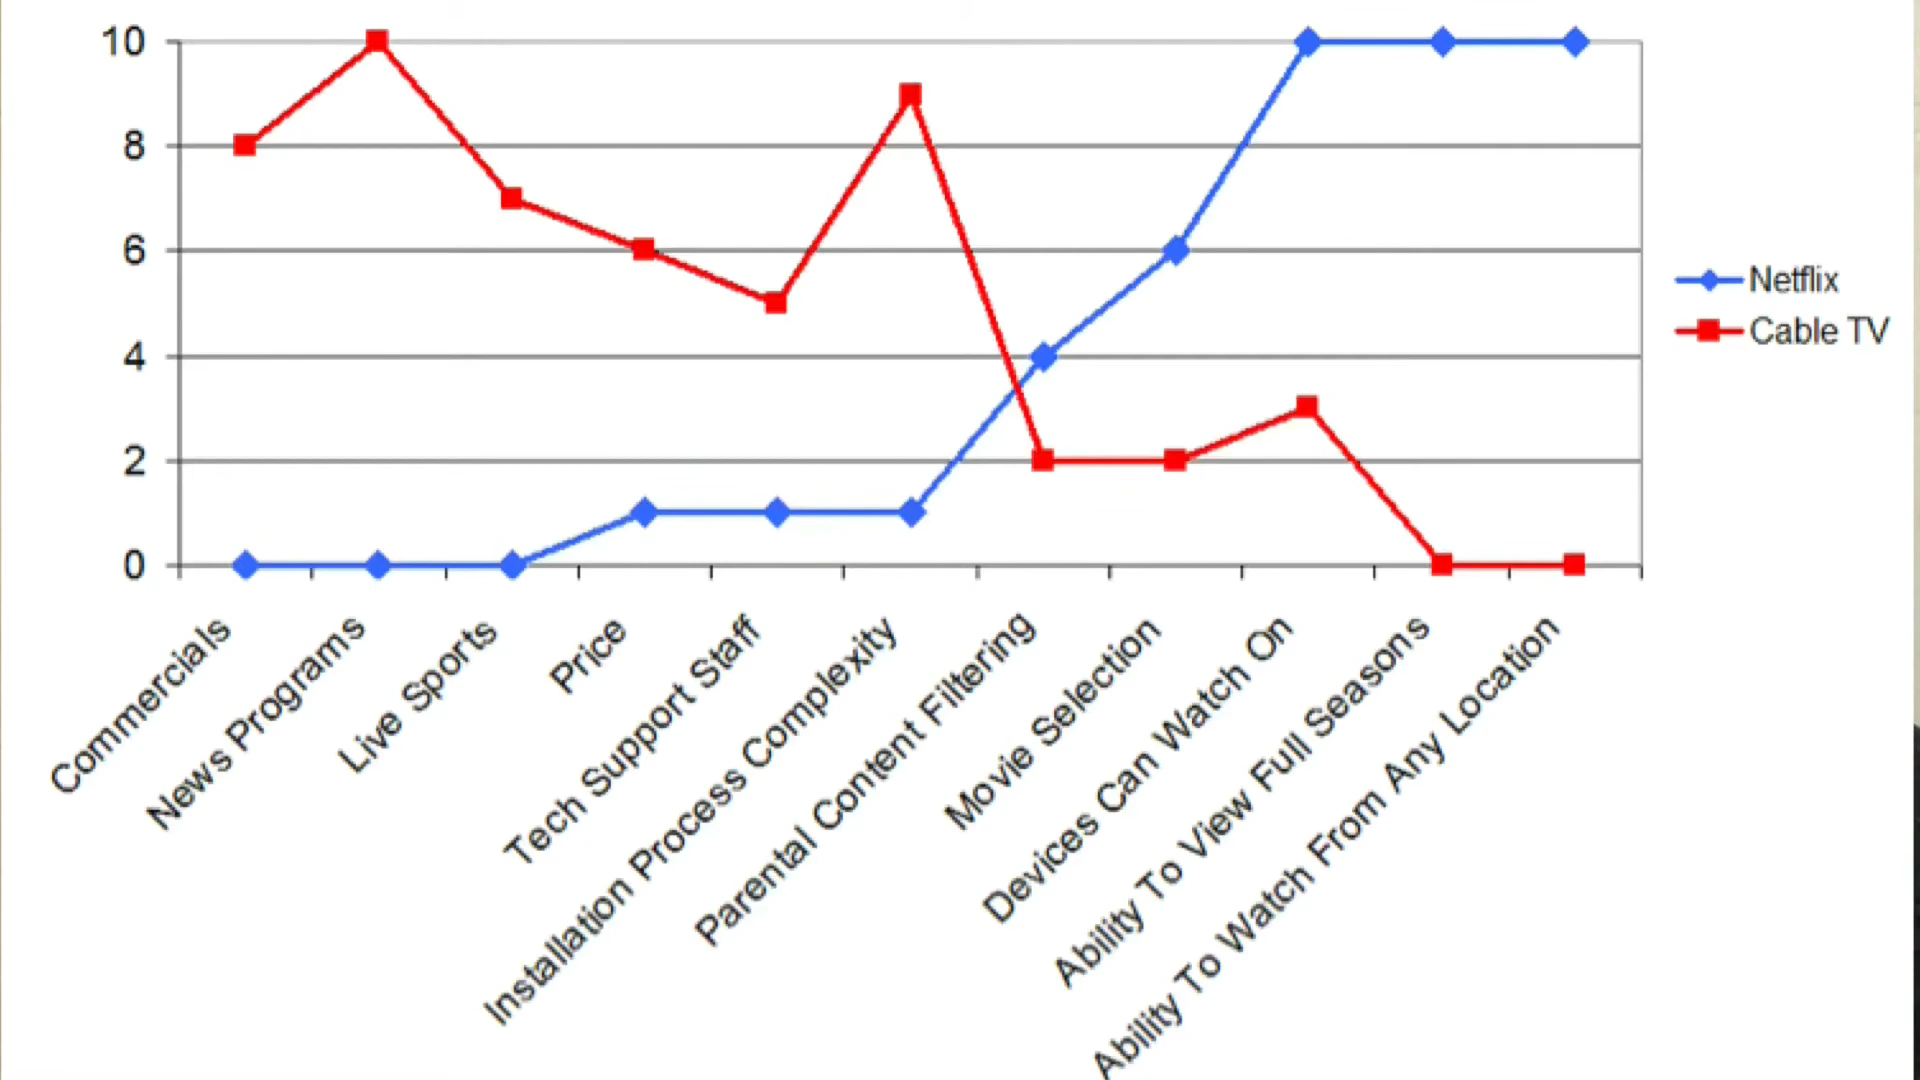 10
8
6
4
2
0
Netflix
Cable TV
Commercials
News Programs
Live Sports
Price
Tech Support Staff
Installation Process Complexity
Parental Content Filtering
Movie Selection
Devices Can Watch On
Ability To View Full Seasons
Ability To Watch From Any Location